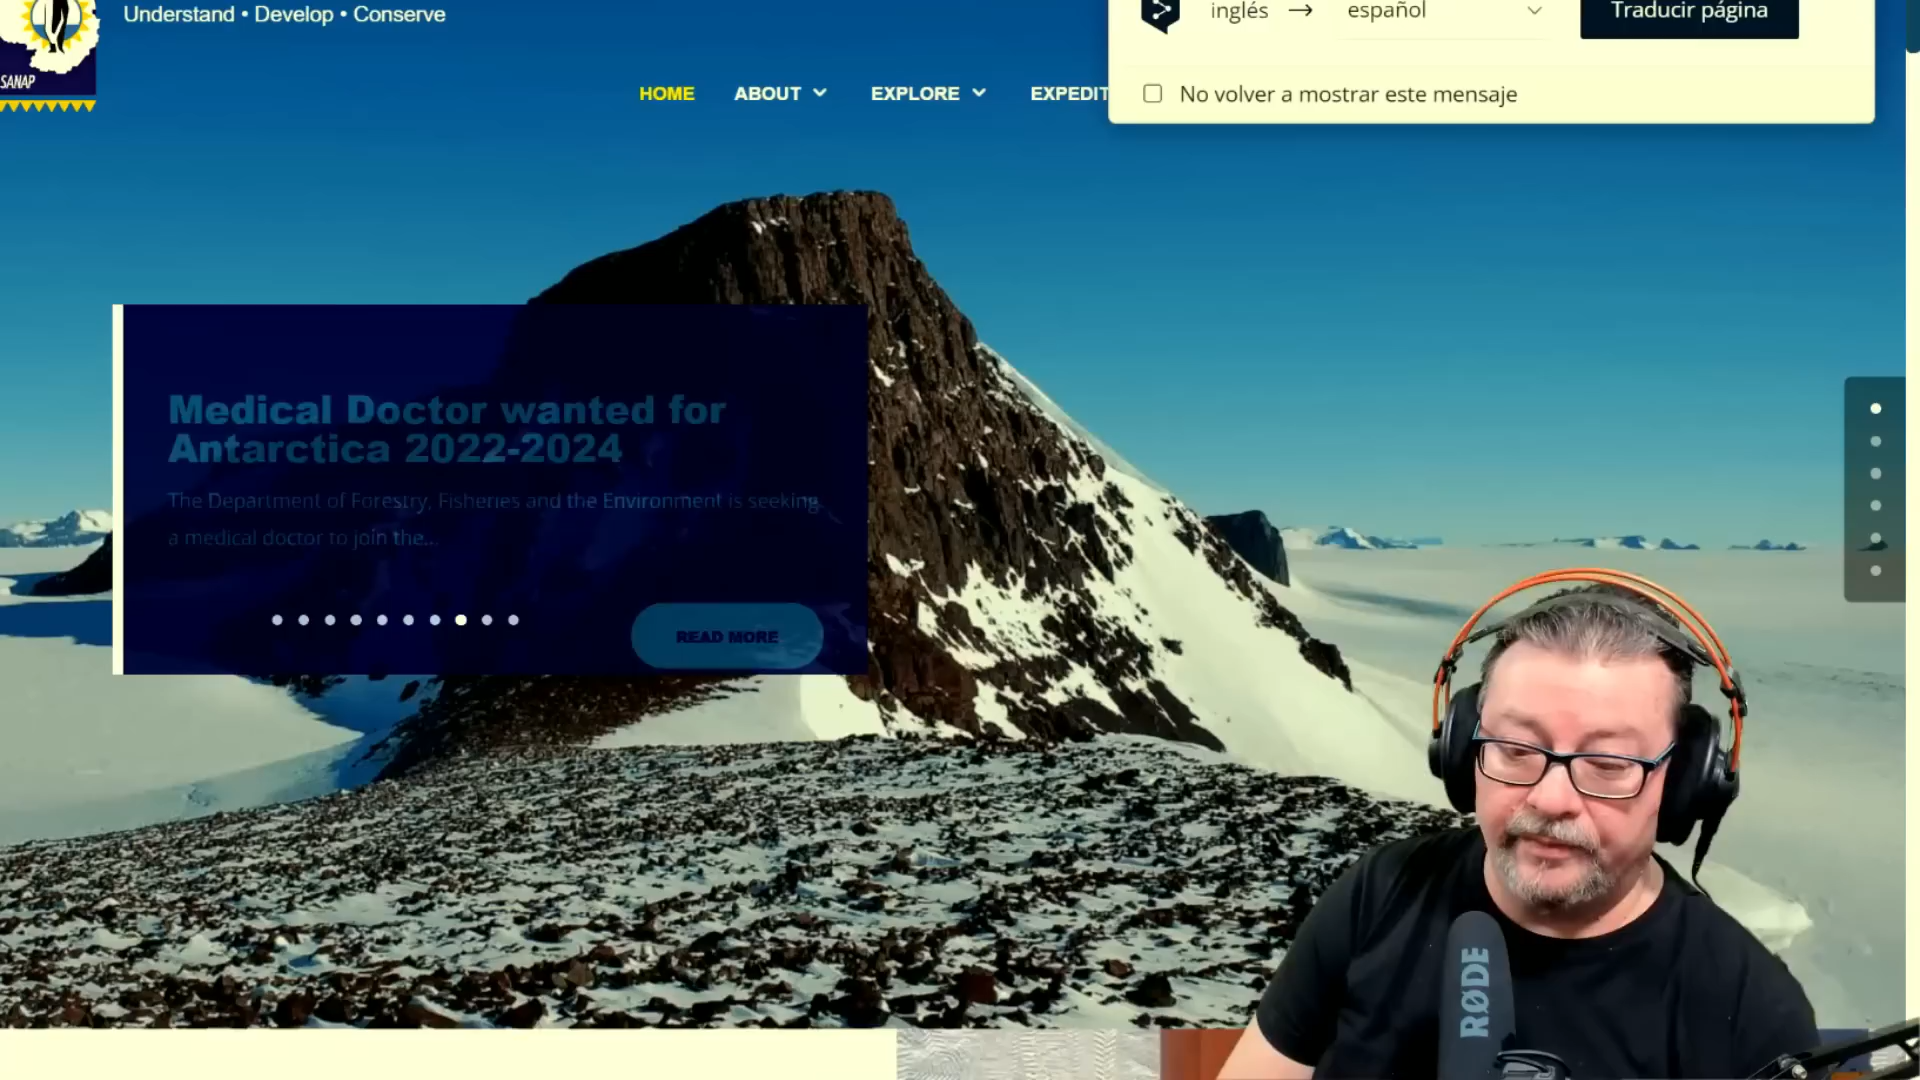 Understand • Develop • Conserve
SANAP
inglés → español
Traducir página
No volver a mostrar este mensaje
HOME ABOUT EXPLORE EXPEDIT
Medical Doctor wanted for
Antarctica 2022-2024
The Department of Forestry, Fisheries and the Environment is seeking
a medical doctor to join the...
READ MORE
RØDE